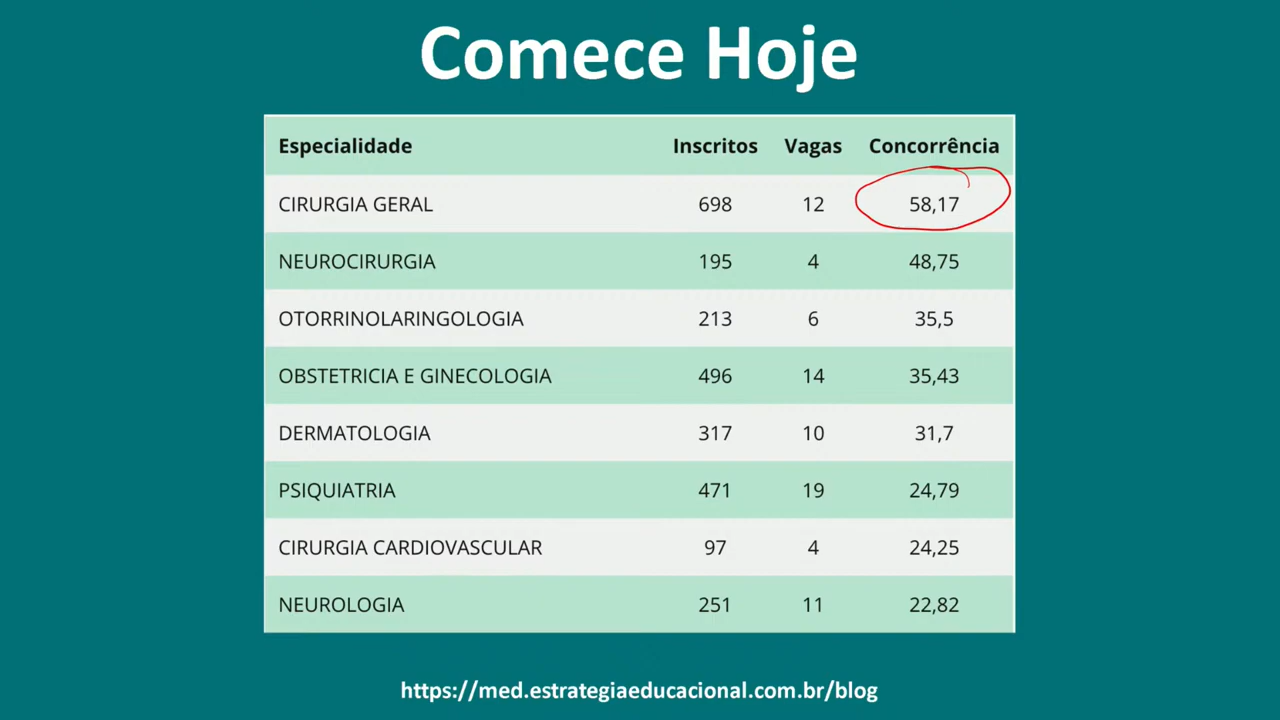 Comece Hoje
Especialidade Inscritos Vagas Concorrência
CIRURGIA GERAL 698 12 58,17
NEUROCIRURGIA 195 4 48,75
OTORRINOLARINGOLOGIA 213 6 35,5
OBSTETRICIA E GINECOLOGIA 496 14 35,43
DERMATOLOGIA 317 10 31,7
PSIQUIATRIA 471 19 24,79
CIRURGIA CARDIOVASCULAR 97 4 24,25
NEUROLOGIA 251 11 22,82
https://med.estrategiaeducacional.com.br/blog